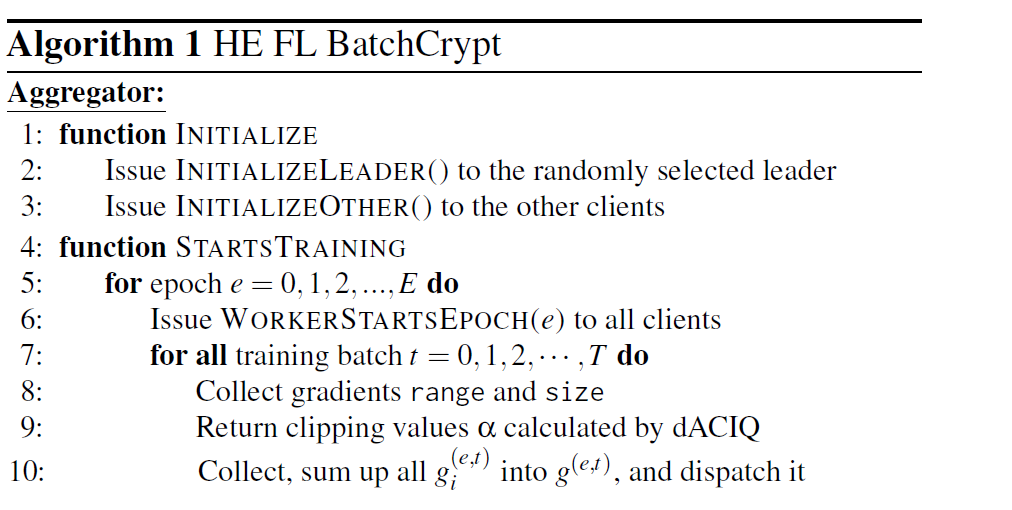 Algorithm 1 HE FL BatchCrypt
Aggregator:
1: function INITIALIZE
2: Issue INITIALIZELEADER() to the randomly selected leader
3: Issue INITIALIZEOTHER() to the other clients
4: function STARTSTRAINING
5: for epoch e = 0,1,2,...,E do
6: Issue WORKERSTARTSEPOCH(e) to all clients
7: for all training batch t = 0,1,2,⋯,T do
8: Collect gradients range and size
9: Return clipping values α calculated by dACIQ
10: Collect, sum up all g_i^(e,t) into g^(e,t), and dispatch it